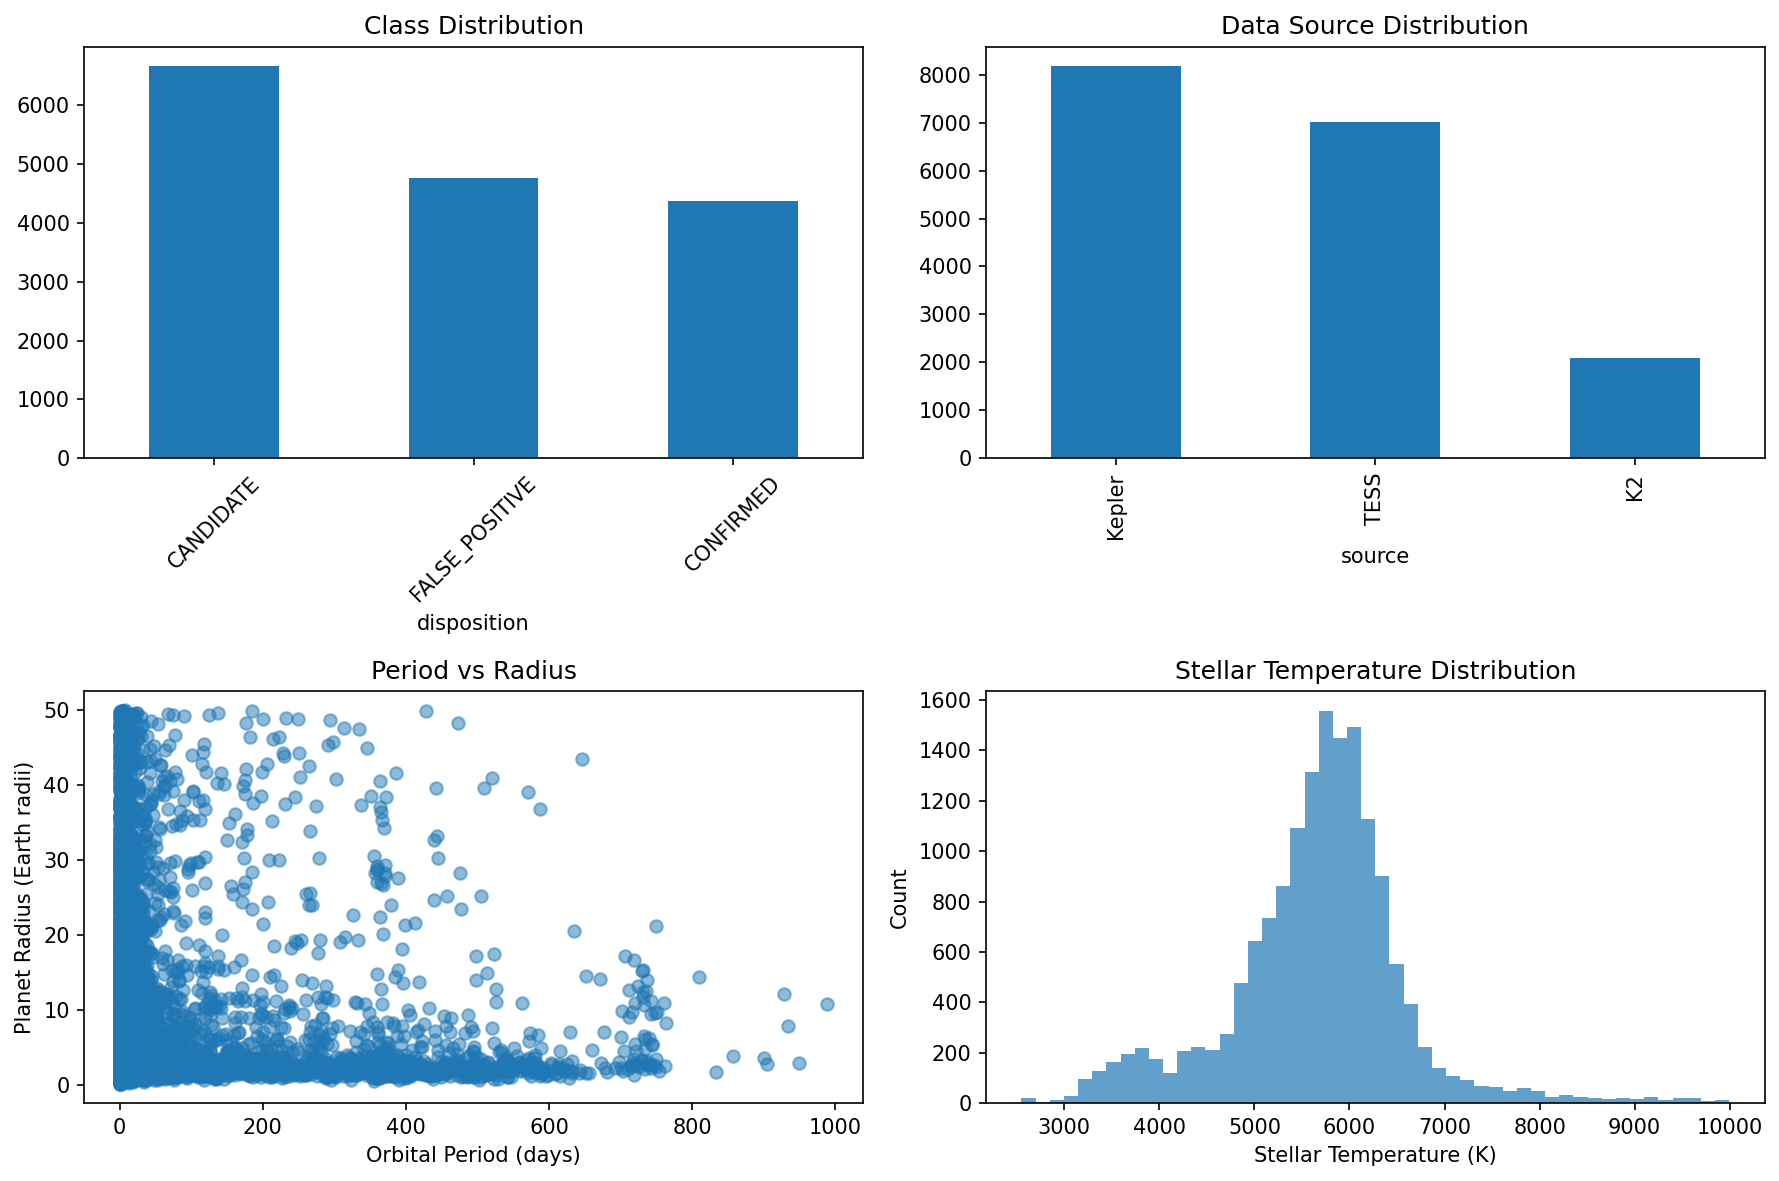 Class Distribution
6000
5000
4000
3000
2000
1000
0
CANDIDATE
FALSE_POSITIVE
CONFIRMED
disposition
Data Source Distribution
8000
7000
6000
5000
4000
3000
2000
1000
0
Kepler
TESS
K2
source
Period vs Radius
Planet Radius (Earth radii)
50
40
30
20
10
0
0 200 400 600 800 1000
Orbital Period (days)
Stellar Temperature Distribution
Count
1600
1400
1200
1000
800
600
400
200
0
3000 4000 5000 6000 7000 8000 9000 10000
Stellar Temperature (K)